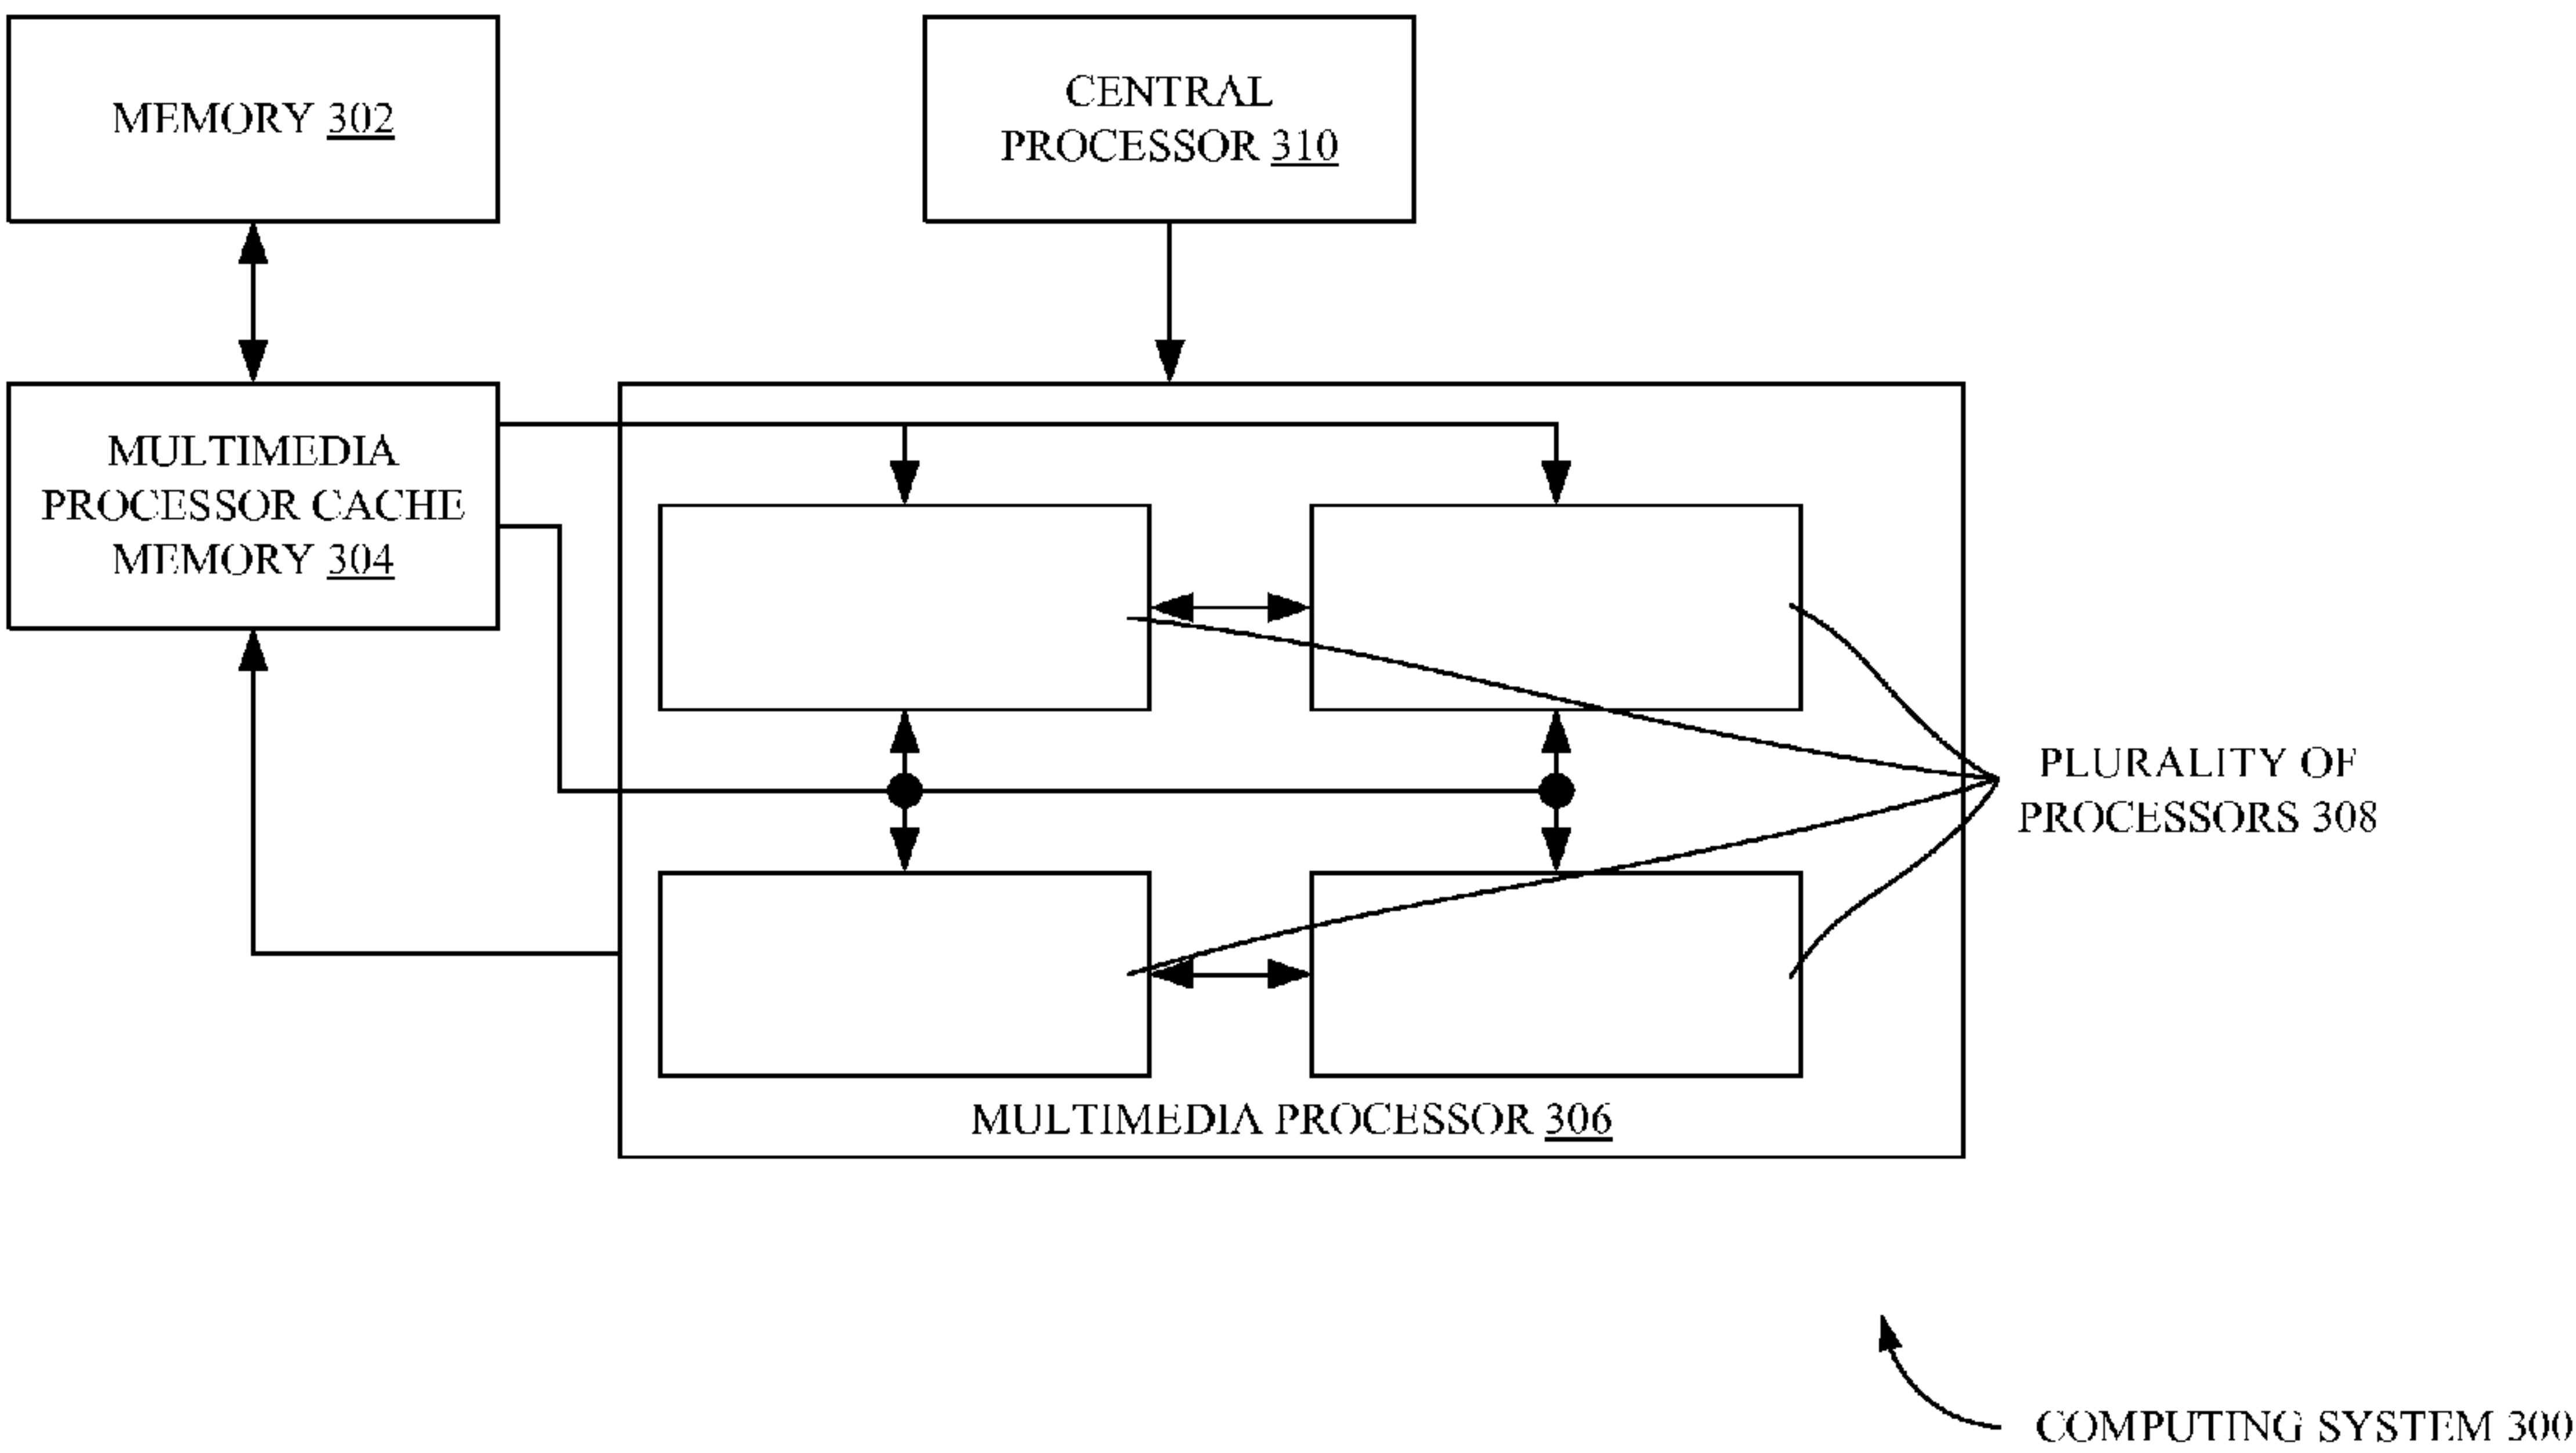 MEMORY 302
CENTRAL
PROCESSOR 310
MULTIMEDIA
PROCESSOR CACHE
MEMORY 304
PLURALITY OF
PROCESSORS 308
MULTIMEDIA PROCESSOR 306
COMPUTING SYSTEM 300